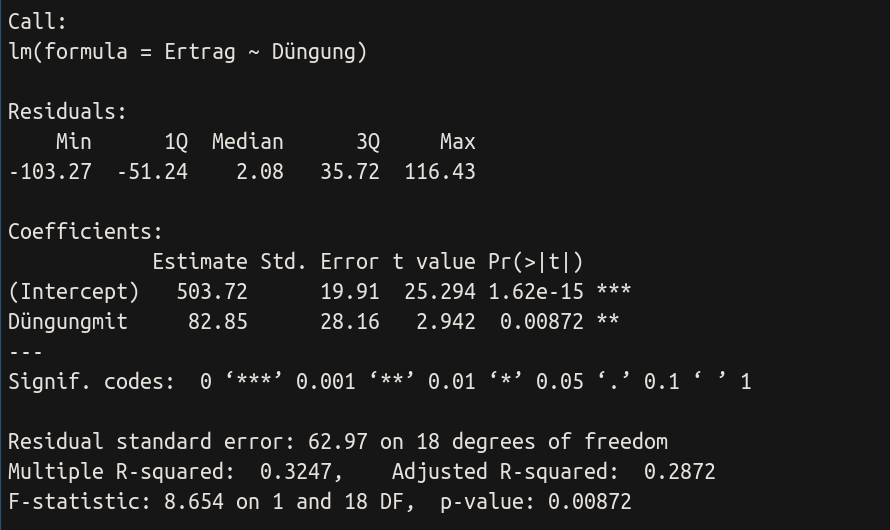 Call:
lm(formula = Ertrag ~ Düngung)
Residuals:
    Min      1Q  Median      3Q     Max
-103.27  -51.24    2.08   35.72  116.43
Coefficients:
            Estimate Std. Error t value Pr(>|t|)
(Intercept)   503.72      19.91  25.294 1.62e-15 ***
Düngungmit     82.85      28.16   2.942  0.00872 **
---
Signif. codes:  0 ‘***’ 0.001 ‘**’ 0.01 ‘*’ 0.05 ‘.’ 0.1 ‘ ’ 1
Residual standard error: 62.97 on 18 degrees of freedom
Multiple R-squared:  0.3247,    Adjusted R-squared:  0.2872
F-statistic: 8.654 on 1 and 18 DF,  p-value: 0.00872